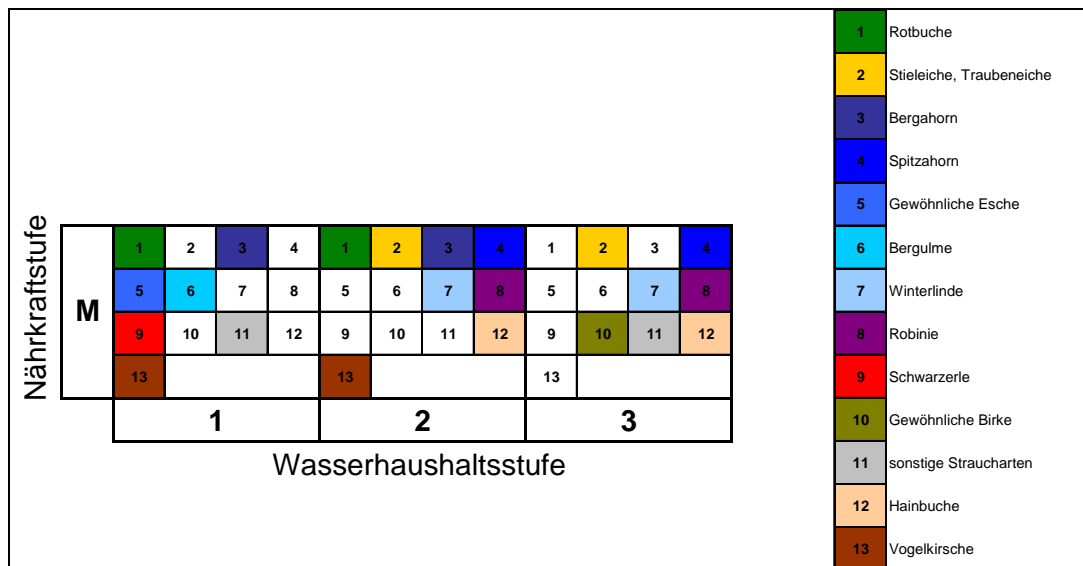 1 Rotbuche
2 Stieleiche, Traubeneiche
3 Bergahorn
4 Spitzahorn
5 Gewöhnliche Esche
6 Bergulme
7 Winterlinde
8 Robinie
9 Schwarzerle
10 Gewöhnliche Birke
11 sonstige Straucharten
12 Hainbuche
13 Vogelkirsche
Nährkraftstufe
M
1 2 3 4 1 2 3 4 1 2 3 4
5 6 7 8 5 6 7 8 5 6 7 8
9 10 11 12 9 10 11 12 9 10 11 12
13 13 13
1 2 3
Wasserhaushaltsstufe